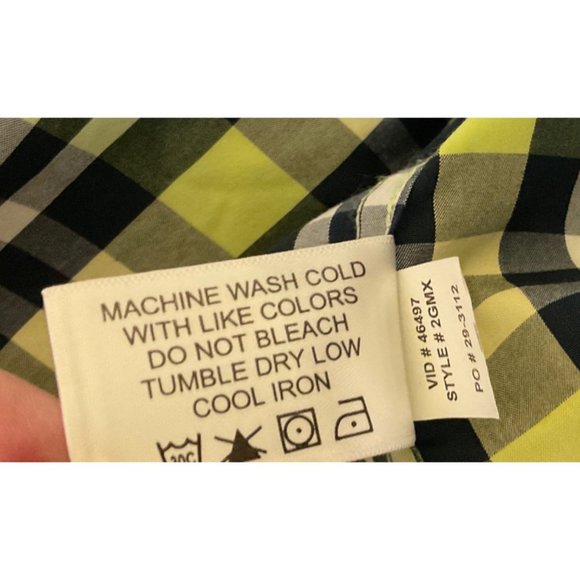 MACHINE WASH COLD
WITH LIKE COLORS
DO NOT BLEACH
TUMBLE DRY LOW
COOL IRON
30C
VID # 46497
STYLE # 2GMX
PO # 29-3112